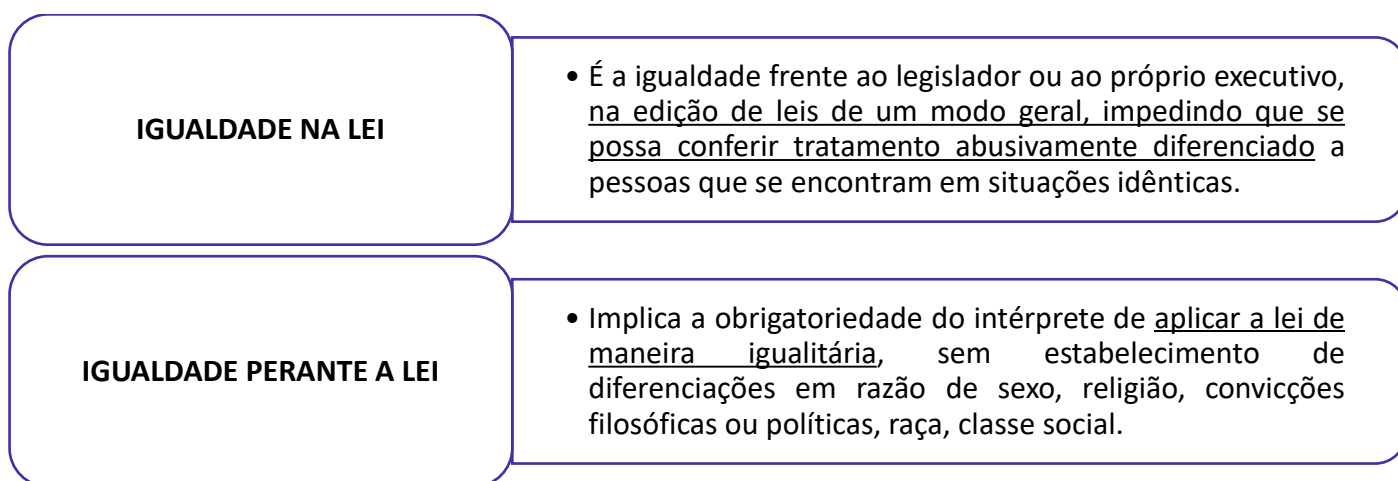 IGUALDADE NA LEI
• É a igualdade frente ao legislador ou ao próprio executivo,
na edição de leis de um modo geral, impedindo que se
possa conferir tratamento abusivamente diferenciado a
pessoas que se encontram em situações idênticas.
IGUALDADE PERANTE A LEI
• Implica a obrigatoriedade do intérprete de aplicar a lei de
maneira igualitária, sem estabelecimento de
diferenciações em razão de sexo, religião, convicções
filosóficas ou políticas, raça, classe social.